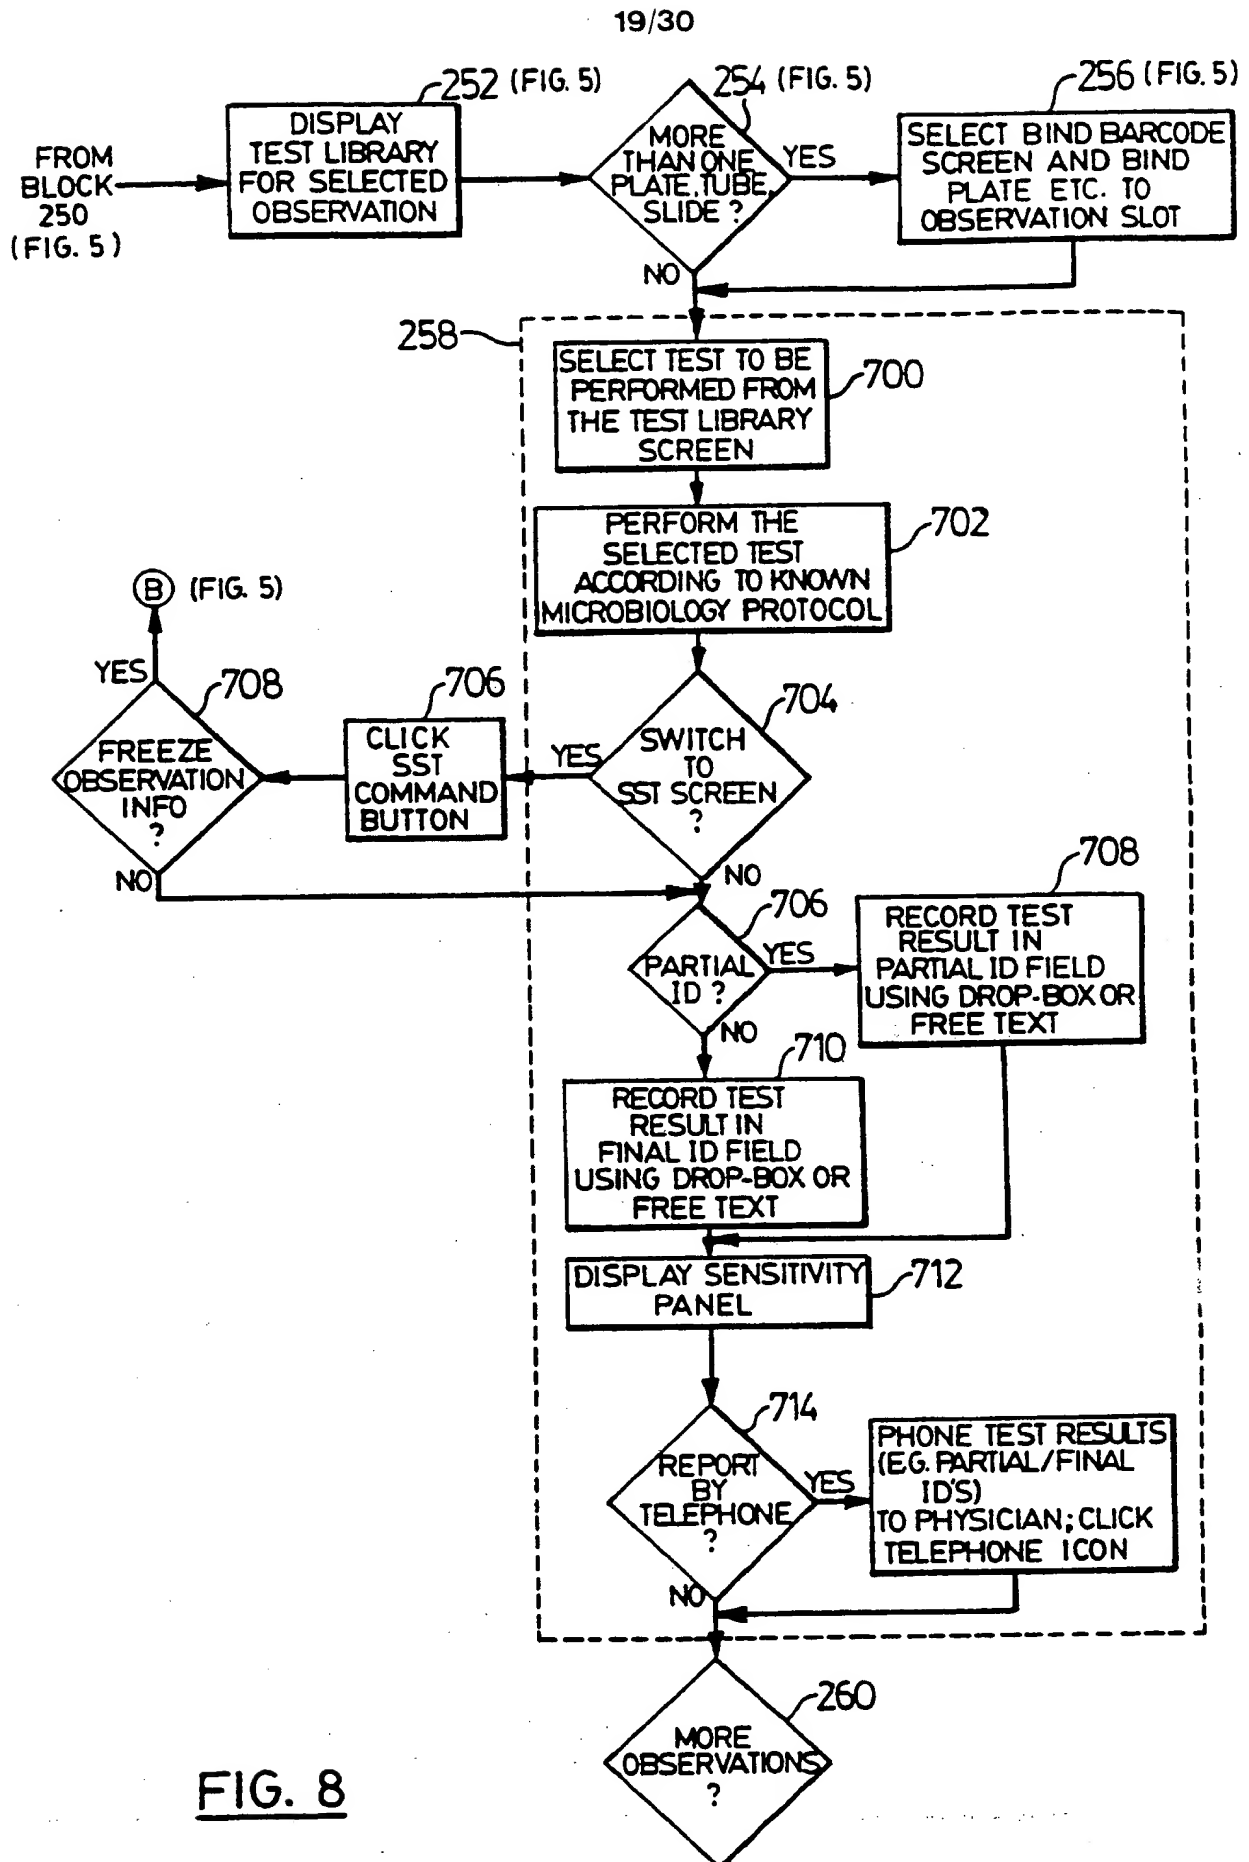 19/30
252 (FIG. 5)
254 (FIG. 5)
256 (FIG. 5)
FROM
BLOCK
250
(FIG. 5)
DISPLAY
TEST LIBRARY
FOR SELECTED
OBSERVATION
MORE
THAN ONE
PLATE, TUBE,
SLIDE ?
YES
NO
SELECT BIND BARCODE
SCREEN AND BIND
PLATE ETC. TO
OBSERVATION SLOT
258
SELECT TEST TO BE
PERFORMED FROM
THE TEST LIBRARY
SCREEN
700
PERFORM THE
SELECTED TEST
ACCORDING TO KNOWN
MICROBIOLOGY PROTOCOL
702
B (FIG. 5)
YES
708
FREEZE
OBSERVATION
INFO
?
NO
706
CLICK
SST
COMMAND
BUTTON
YES
704
SWITCH
TO
SST SCREEN
?
NO
706
PARTIAL
ID ?
YES
NO
708
RECORD TEST
RESULT IN
PARTIAL ID FIELD
USING DROP-BOX OR
FREE TEXT
710
RECORD TEST
RESULT IN
FINAL ID FIELD
USING DROP-BOX OR
FREE TEXT
DISPLAY SENSITIVITY
PANEL
712
714
REPORT
BY
TELEPHONE
?
YES
NO
PHONE TEST RESULTS
(E.G. PARTIAL/FINAL
ID'S)
TO PHYSICIAN; CLICK
TELEPHONE ICON
260
MORE
OBSERVATIONS
?
FIG. 8